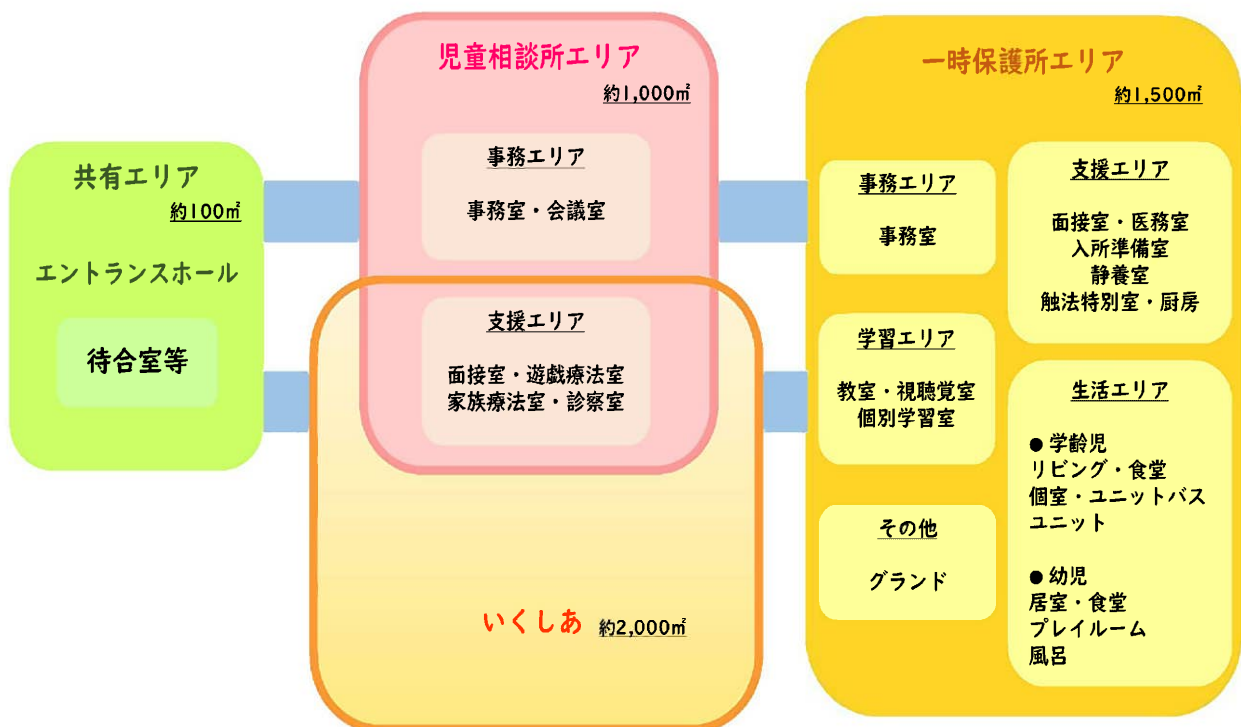 共有エリア
約100㎡
エントランスホール
待合室等
児童相談所エリア
約1,000㎡
事務エリア
事務室・会議室
支援エリア
面接室・遊戯療法室
家族療法室・診察室
いくしあ 約2,000㎡
一時保護所エリア
約1,500㎡
事務エリア
事務室
学習エリア
教室・視聴覚室
個別学習室
その他
グランド
支援エリア
面接室・医務室
入所準備室
静養室
触法特別室・厨房
生活エリア
● 学齢児
リビング・食堂
個室・ユニットバス
ユニット
● 幼児
居室・食堂
プレイルーム
風呂